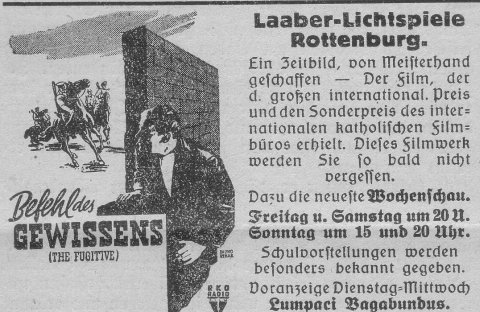 Laaber-Lichtspiele
Rottenburg.
Ein Zeitbild, von Meisterhand
geschaffen — Der Film, der
d. großen international. Preis
und den Sonderpreis des inter-
nationalen katholischen Film-
büros erhielt. Dieses Filmwerk
werden Sie so bald nicht
vergessen.
Dazu die neueste Wochenschau.
Freitag u. Samstag um 20 U.
Sonntag um 15 und 20 Uhr.
Schulvorstellungen werden
besonders bekannt gegeben.
Voranzeige Dienstag-Mittwoch
Lumpaci Vagabundus.
Befehl des
GEWISSENS
(THE FUGITIVE)
RKO
RADIO